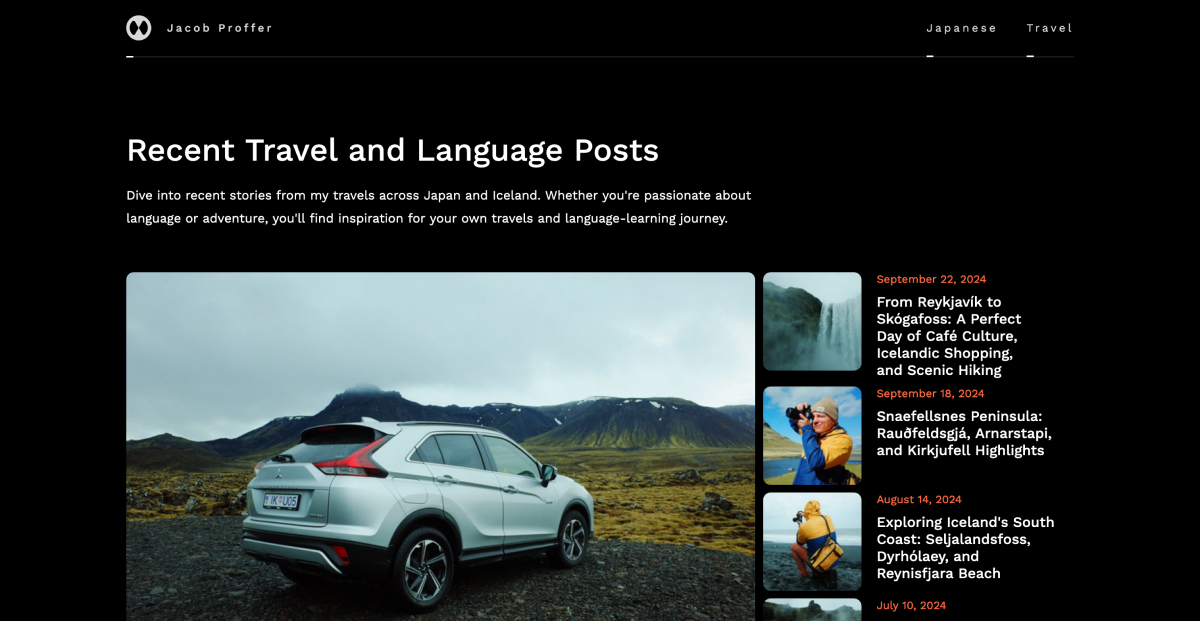 Jacob Proffer
Japanese
Travel
Recent Travel and Language Posts
Dive into recent stories from my travels across Japan and Iceland. Whether you're passionate about
language or adventure, you'll find inspiration for your own travels and language-learning journey.
September 22, 2024
From Reykjavík to
Skógafoss: A Perfect
Day of Café Culture,
Icelandic Shopping,
and Scenic Hiking
September 18, 2024
Snaefellsnes Peninsula:
Rauðfeldsgjá, Arnarstapi,
and Kirkjufell Highlights
August 14, 2024
Exploring Iceland's South
Coast: Seljalandsfoss,
Dyrhólaey, and
Reynisfjara Beach
July 10, 2024